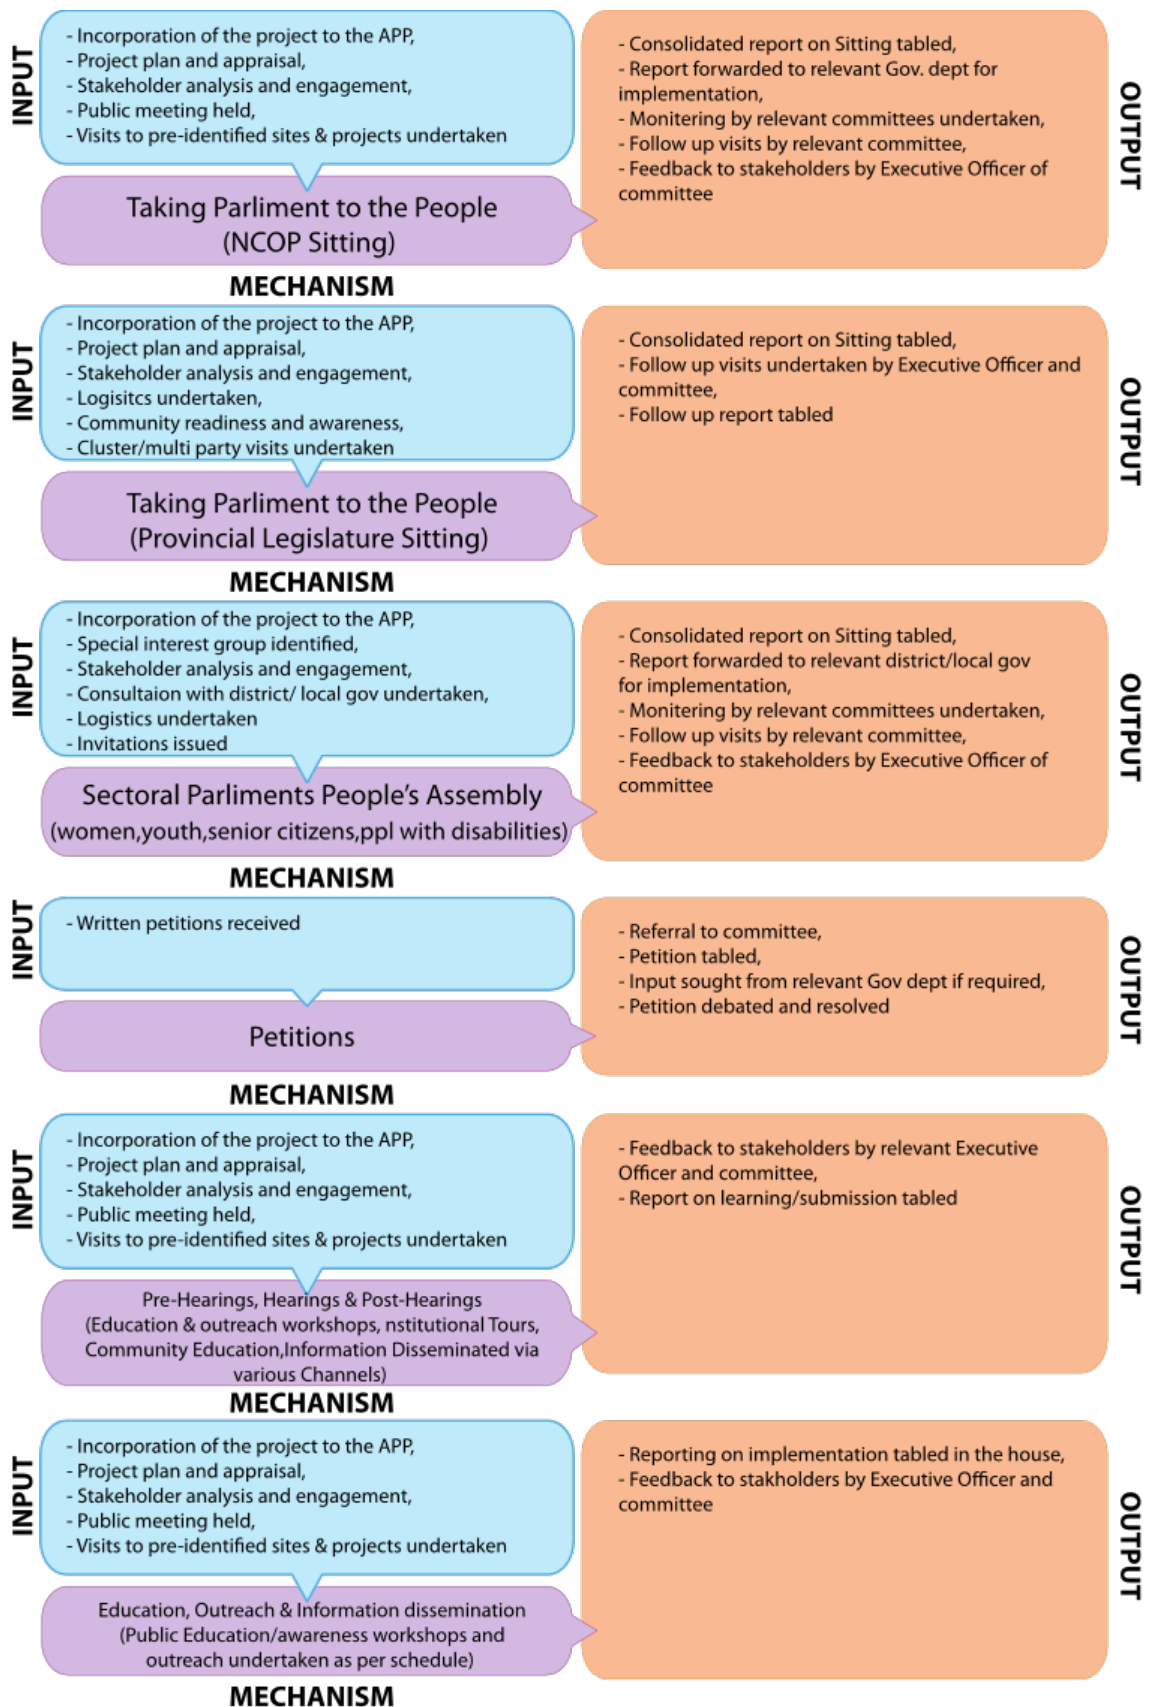 INPUT
- Incorporation of the project to the APP,
- Project plan and appraisal,
- Stakeholder analysis and engagement,
- Public meeting held,
- Visits to pre-identified sites & projects undertaken
Taking Parliment to the People
(NCOP Sitting)
MECHANISM
- Consolidated report on Sitting tabled,
- Report forwarded to relevant Gov. dept for
implementation,
- Monitering by relevant committees undertaken,
- Follow up visits by relevant committee,
- Feedback to stakeholders by Executive Officer of
committee
OUTPUT
INPUT
- Incorporation of the project to the APP,
- Project plan and appraisal,
- Stakeholder analysis and engagement,
- Logisitcs undertaken,
- Community readiness and awareness,
- Cluster/multi party visits undertaken
Taking Parliment to the People
(Provincial Legislature Sitting)
MECHANISM
- Consolidated report on Sitting tabled,
- Follow up visits undertaken by Executive Officer and
committee,
- Follow up report tabled
OUTPUT
INPUT
- Incorporation of the project to the APP,
- Special interest group identified,
- Stakeholder analysis and engagement,
- Consultaion with district/ local gov undertaken,
- Logistics undertaken
- Invitations issued
Sectoral Parliments People's Assembly
(women,youth,senior citizens,ppl with disabilities)
MECHANISM
- Consolidated report on Sitting tabled,
- Report forwarded to relevant district/local gov
for implementation,
- Monitering by relevant committees undertaken,
- Follow up visits by relevant committee,
- Feedback to stakeholders by Executive Officer of
committee
OUTPUT
INPUT
- Written petitions received
Petitions
MECHANISM
- Referral to committee,
- Petition tabled,
- Input sought from relevant Gov dept if required,
- Petition debated and resolved
OUTPUT
INPUT
- Incorporation of the project to the APP,
- Project plan and appraisal,
- Stakeholder analysis and engagement,
- Public meeting held,
- Visits to pre-identified sites & projects undertaken
Pre-Hearings, Hearings & Post-Hearings
(Education & outreach workshops, nstitutional Tours,
Community Education,Information Disseminated via
various Channels)
MECHANISM
- Feedback to stakeholders by relevant Executive
Officer and committee,
- Report on learning/submission tabled
OUTPUT
INPUT
- Incorporation of the project to the APP,
- Project plan and appraisal,
- Stakeholder analysis and engagement,
- Public meeting held,
- Visits to pre-identified sites & projects undertaken
Education, Outreach & Information dissemination
(Public Education/awareness workshops and
outreach undertaken as per schedule)
MECHANISM
- Reporting on implementation tabled in the house,
- Feedback to stakholders by Executive Officer and
committee
OUTPUT